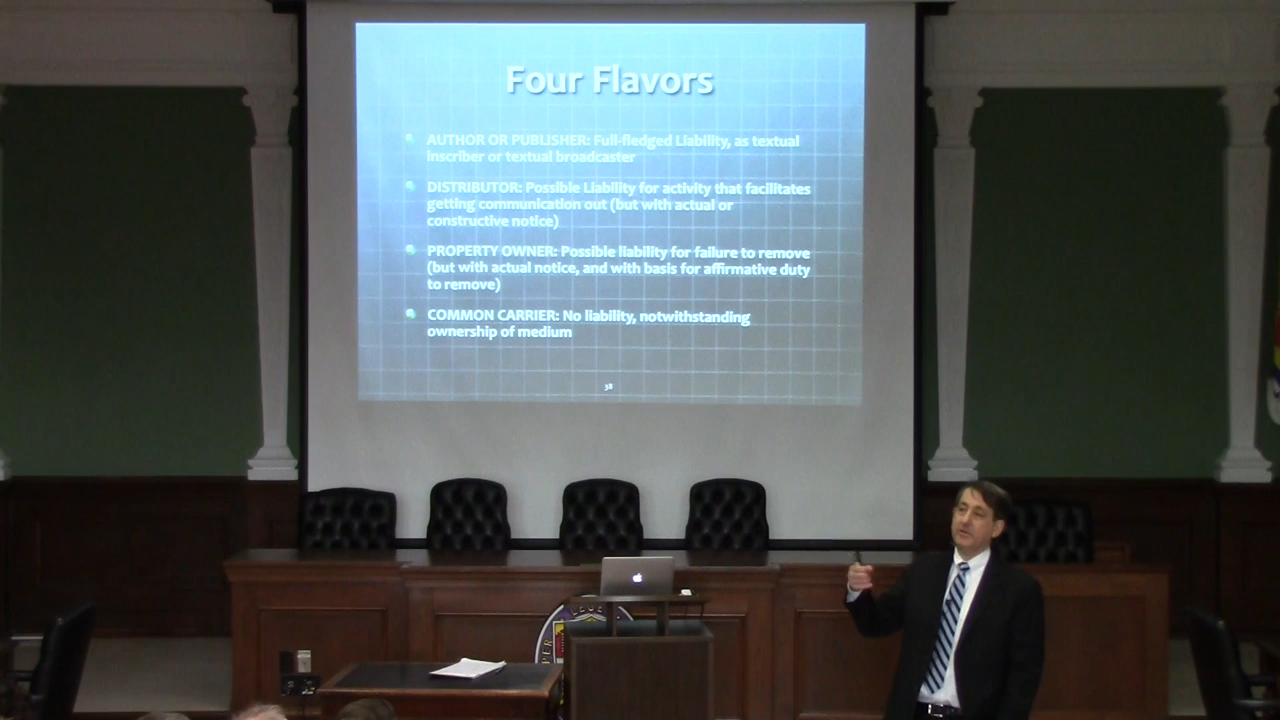 Four Flavors
AUTHOR OR PUBLISHER: Full-fledged Liability, as textual
inscriber or textual broadcaster
DISTRIBUTOR: Possible Liability for activity that facilitates
getting communication out (but with actual or
constructive notice)
PROPERTY OWNER: Possible liability for failure to remove
(but with actual notice, and with basis for affirmative duty
to remove)
COMMON CARRIER: No liability, notwithstanding
ownership of medium
38